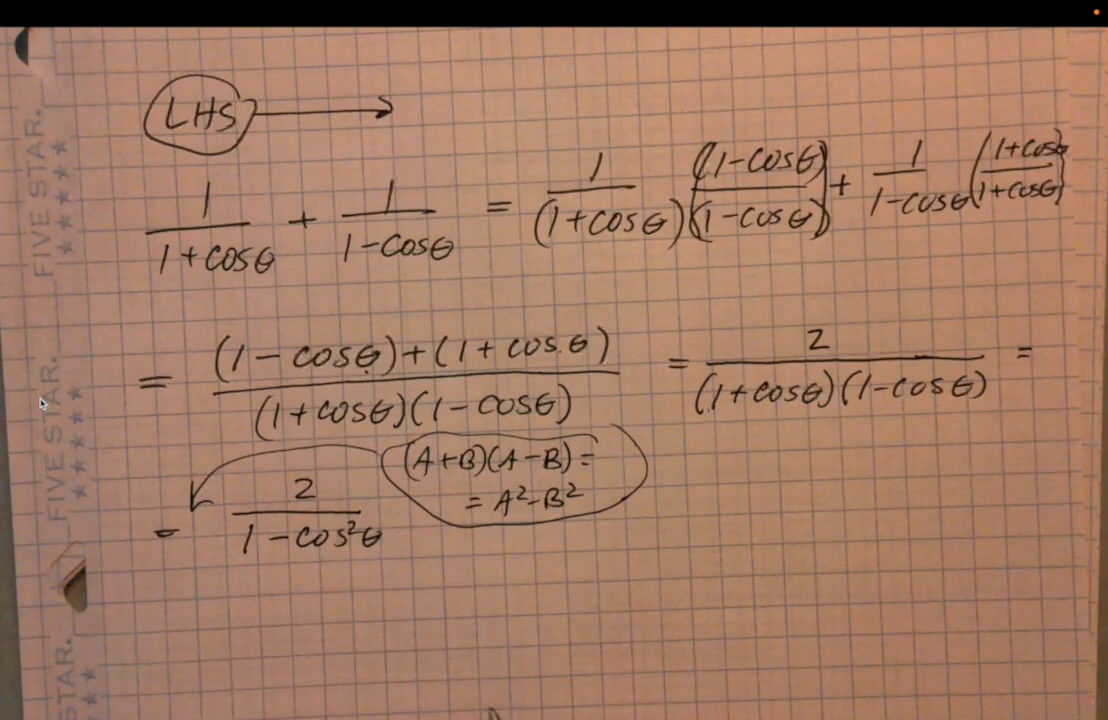 LHS →
1/(1+cosθ) + 1/(1-cosθ) = 1/(1+cosθ) ((1-cosθ)/(1-cosθ)) + 1/(1-cosθ) ((1+cosθ)/(1+cosθ))
= ((1-cosθ)+(1+cosθ))/((1+cosθ)(1-cosθ)) = 2/((1+cosθ)(1-cosθ)) =
(A+B)(A-B) =
= A²-B²
= 2/(1-cos²θ)
FIVE STAR. ★★★★
FIVE STAR. ★★★★
STAR. ★★